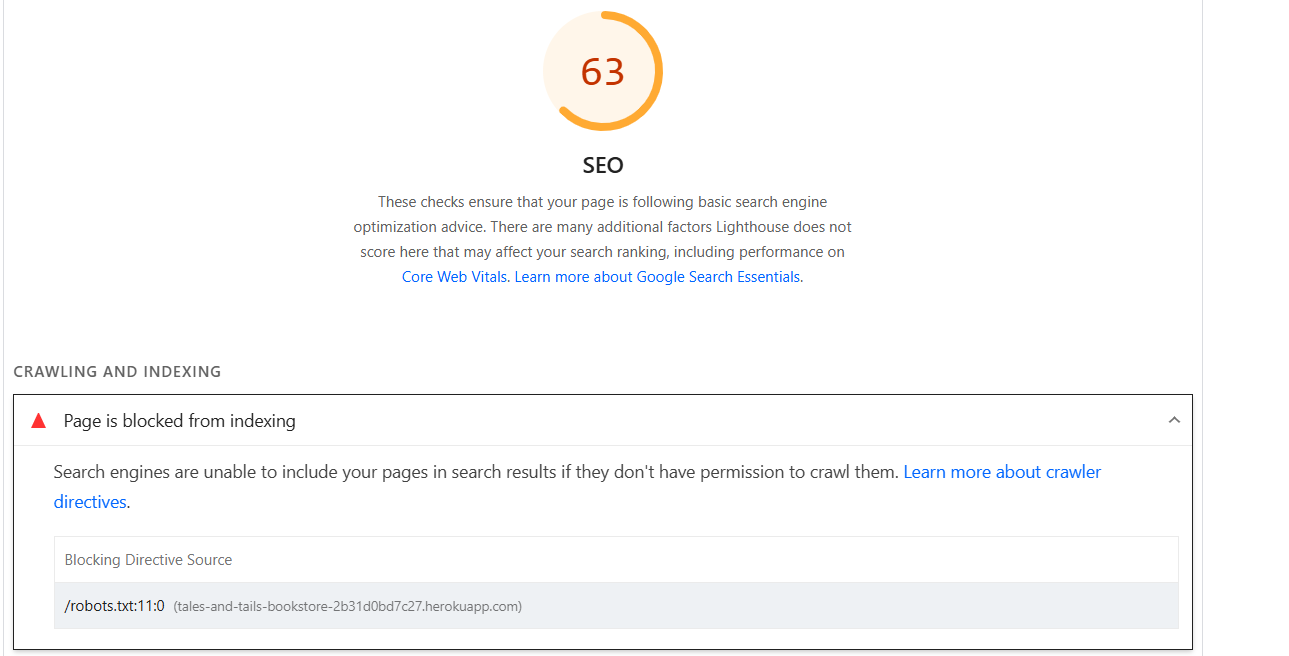 63
SEO
These checks ensure that your page is following basic search engine
optimization advice. There are many additional factors Lighthouse does not
score here that may affect your search ranking, including performance on
Core Web Vitals. Learn more about Google Search Essentials.
CRAWLING AND INDEXING
Page is blocked from indexing
Search engines are unable to include your pages in search results if they don't have permission to crawl them. Learn more about crawler
directives.
Blocking Directive Source
/robots.txt:11:0 (tales-and-tails-bookstore-2b31d0bd7c27.herokuapp.com)